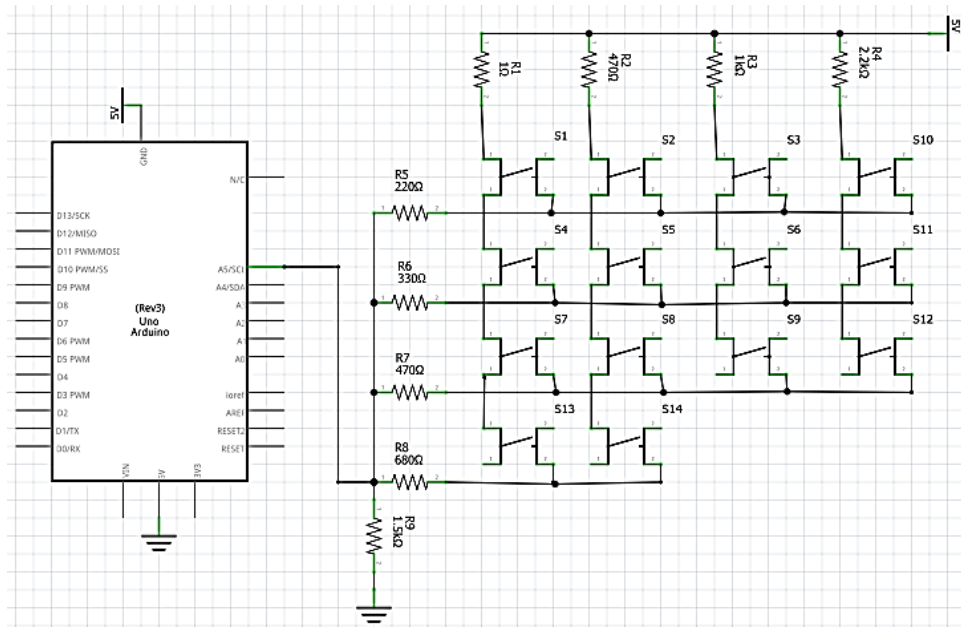 5V
R1
1Ω
R2
470Ω
R3
1kΩ
R4
2.2kΩ
5V
GND
S1
S2
S3
S10
N/C
R5
220Ω
D13/SCK
D12/MISO
D11 PWM/MOSI
D10 PWM/SS
D9 PWM
D8
D7
D6 PWM
D5 PWM
D4
D3 PWM
D2
D1/TX
D0/RX
A5/SCL
A4/SDA
A0
ioref
AREF
RESET2
RESET
(Rev3)
Uno
Arduino
VIN
5V
3V3
S4
S5
S6
S11
R6
330Ω
S7
S8
S9
S12
R7
470Ω
S13
S14
R8
680Ω
R9
1.5kΩ